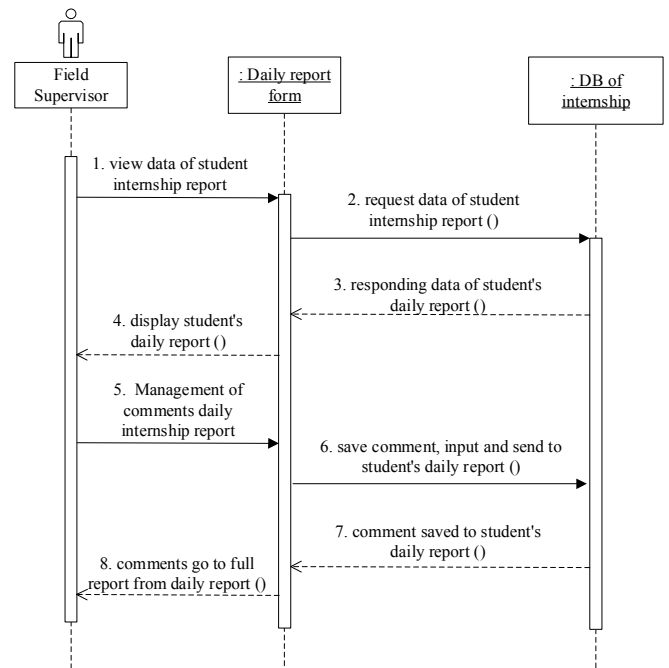 Field
Supervisor
: Daily report
form
: DB of
internship
1. view data of student
internship report
2. request data of student
internship report ()
3. responding data of student's
daily report ()
4. display student's
daily report ()
5. Management of
comments daily
internship report
6. save comment, input and send to
student's daily report ()
7. comment saved to student's
daily report ()
8. comments go to full
report from daily report ()